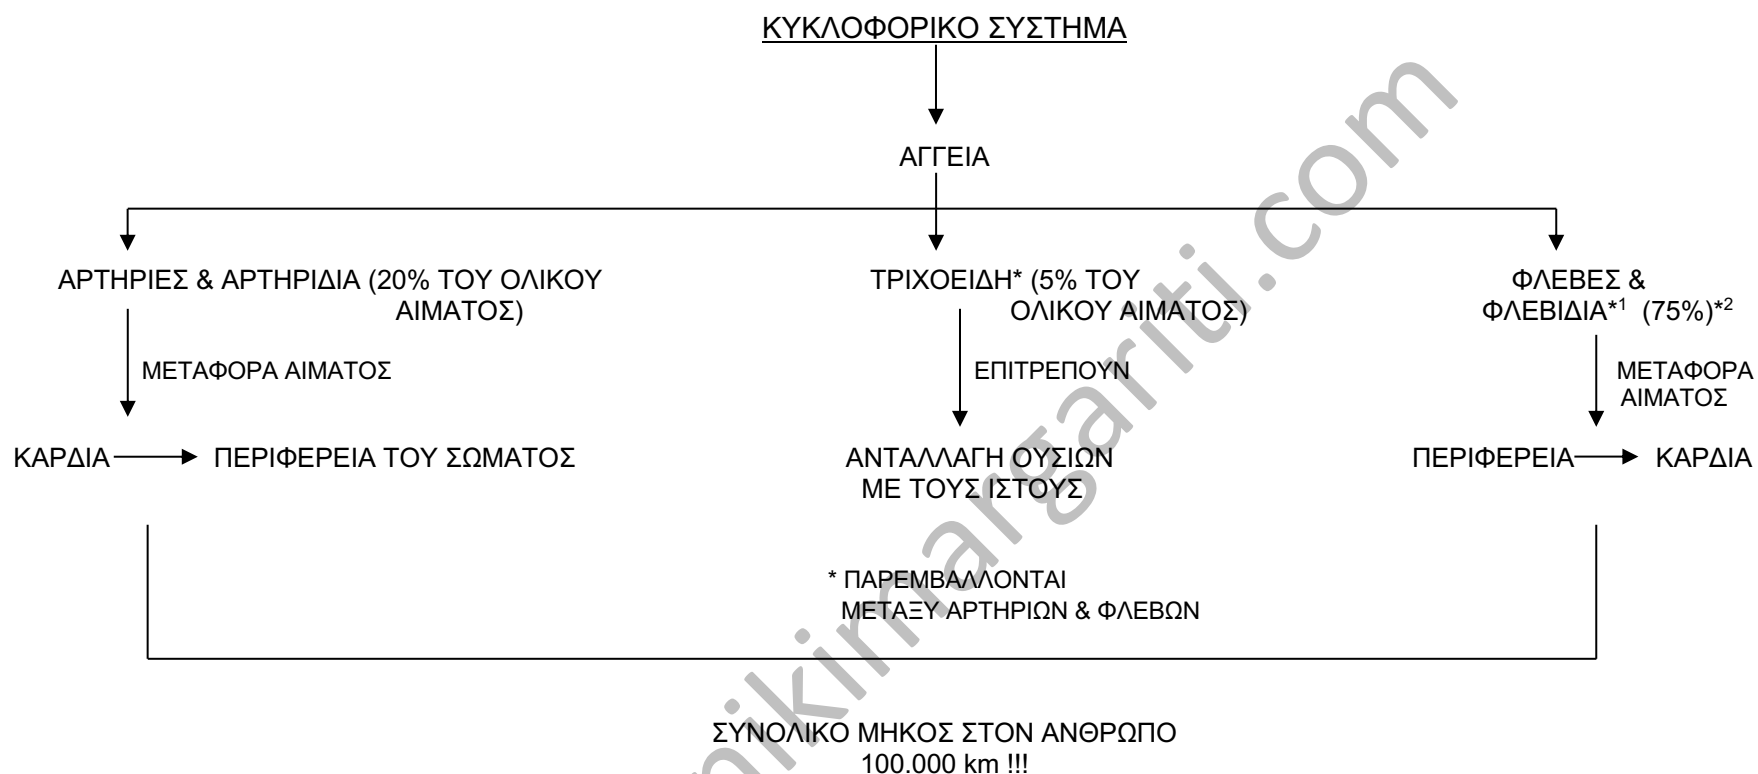 ΚΥΚΛΟΦΟΡΙΚΟ ΣΥΣΤΗΜΑ
ΑΓΓΕΙΑ
ΑΡΤΗΡΙΕΣ & ΑΡΤΗΡΙΔΙΑ (20% ΤΟΥ ΟΛΙΚΟΥ
ΑΙΜΑΤΟΣ)
ΤΡΙΧΟΕΙΔΗ* (5% ΤΟΥ
ΟΛΙΚΟΥ ΑΙΜΑΤΟΣ)
ΦΛΕΒΕΣ &
ΦΛΕΒΙΔΙΑ*¹ (75%)*²
ΜΕΤΑΦΟΡΑ ΑΙΜΑΤΟΣ
ΕΠΙΤΡΕΠΟΥΝ
ΜΕΤΑΦΟΡΑ
ΑΙΜΑΤΟΣ
ΚΑΡΔΙΑ ΠΕΡΙΦΕΡΕΙΑ ΤΟΥ ΣΩΜΑΤΟΣ
ΑΝΤΑΛΛΑΓΗ ΟΥΣΙΩΝ
ΜΕ ΤΟΥΣ ΙΣΤΟΥΣ
ΠΕΡΙΦΕΡΕΙΑ ΚΑΡΔΙΑ
* ΠΑΡΕΜΒΑΛΛΟΝΤΑΙ
ΜΕΤΑΞΥ ΑΡΤΗΡΙΩΝ & ΦΛΕΒΩΝ
ΣΥΝΟΛΙΚΟ ΜΗΚΟΣ ΣΤΟΝ ΑΝΘΡΩΠΟ
100.000 km !!!
nikimargariti.com